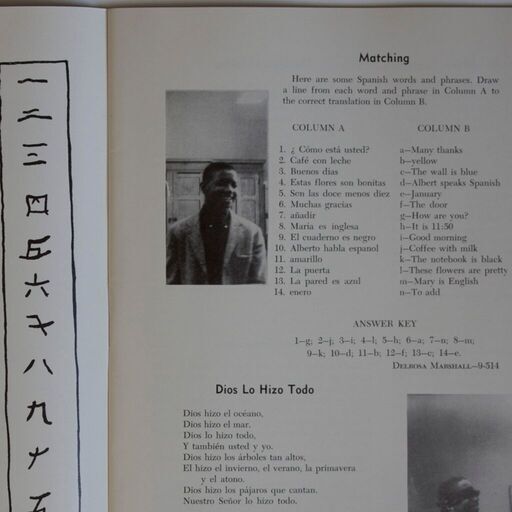 一二三四五六七八九十
Matching
Here are some Spanish words and phrases. Draw
a line from each word and phrase in Column A to
the correct translation in Column B.
COLUMN A
1. ¿ Cómo está usted?
2. Café con leche
3. Buenos dias
4. Estas flores son bonitas
5. Son las doce menos diez
6. Muchas gracias
7. añadir
8. Maria es inglesa
9. El cuaderno es negro
10. Alberto habla espanol
11. amarillo
12. La puerta
13. La pared es azul
14. enero
COLUMN B
a—Many thanks
b—yellow
c—The wall is blue
d—Albert speaks Spanish
e—January
f—The door
g—How are you?
h—It is 11:50
i—Good morning
j—Coffee with milk
k—The notebook is black
l—These flowers are pretty
m—Mary is English
n—To add
ANSWER KEY
1—g; 2—j; 3—i; 4—l; 5—h; 6—a; 7—n; 8—m;
9—k; 10—d; 11—b; 12—f; 13—c; 14—e.
DELROSA MARSHALL—9-514
Dios Lo Hizo Todo
Dios hizo el océano,
Dios hizo el mar.
Dios lo hizo todo,
Y también usted y yo.
Dios hizo los árboles tan altos,
El hizo el invierno, el verano, la primavera
y el atono.
Dios hizo los pájaros que cantan.
Nuestro Señor lo hizo todo.